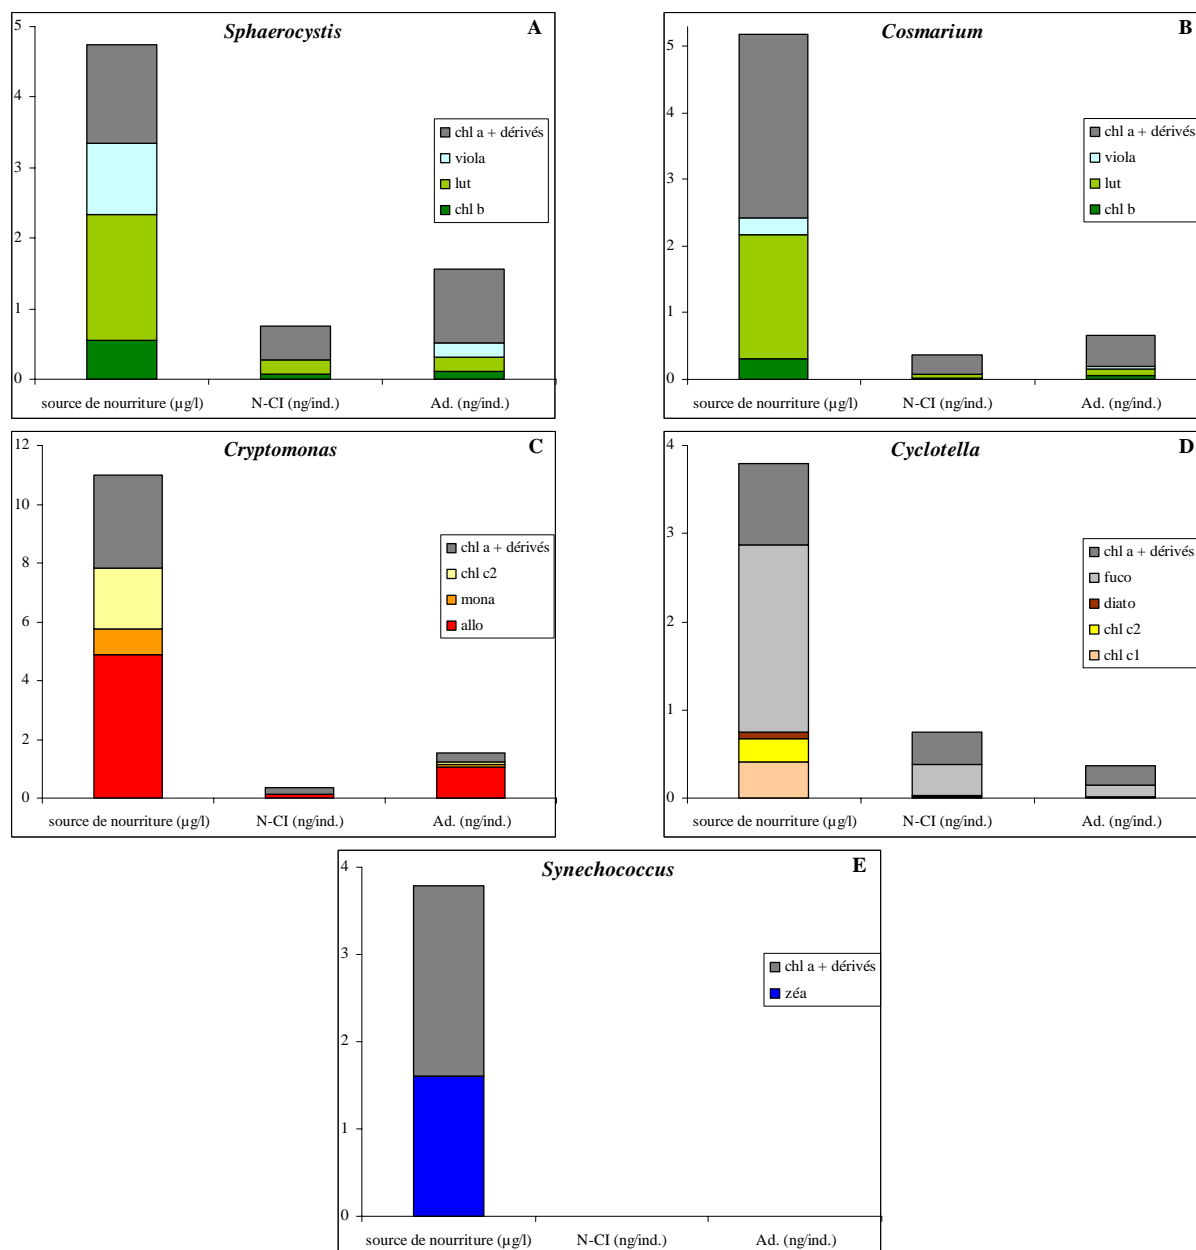 Sphaerocystis
A
5
4
3
2
1
0
chl a + dérivés
viola
lut
chl b
source de nourriture (µg/l)
N-CI (ng/ind.)
Ad. (ng/ind.)
Cosmarium
B
5
4
3
2
1
0
chl a + dérivés
viola
lut
chl b
source de nourriture (µg/l)
N-CI (ng/ind.)
Ad. (ng/ind.)
Cryptomonas
C
12
10
8
6
4
2
0
chl a + dérivés
chl c2
mona
allo
source de nourriture (µg/l)
N-CI (ng/ind.)
Ad. (ng/ind.)
Cyclotella
D
4
3
2
1
0
chl a + dérivés
fuco
diato
chl c2
chl c1
source de nourriture (µg/l)
N-CI (ng/ind.)
Ad. (ng/ind.)
Synechococcus
E
4
3
2
1
0
chl a + dérivés
zéa
source de nourriture (µg/l)
N-CI (ng/ind.)
Ad. (ng/ind.)